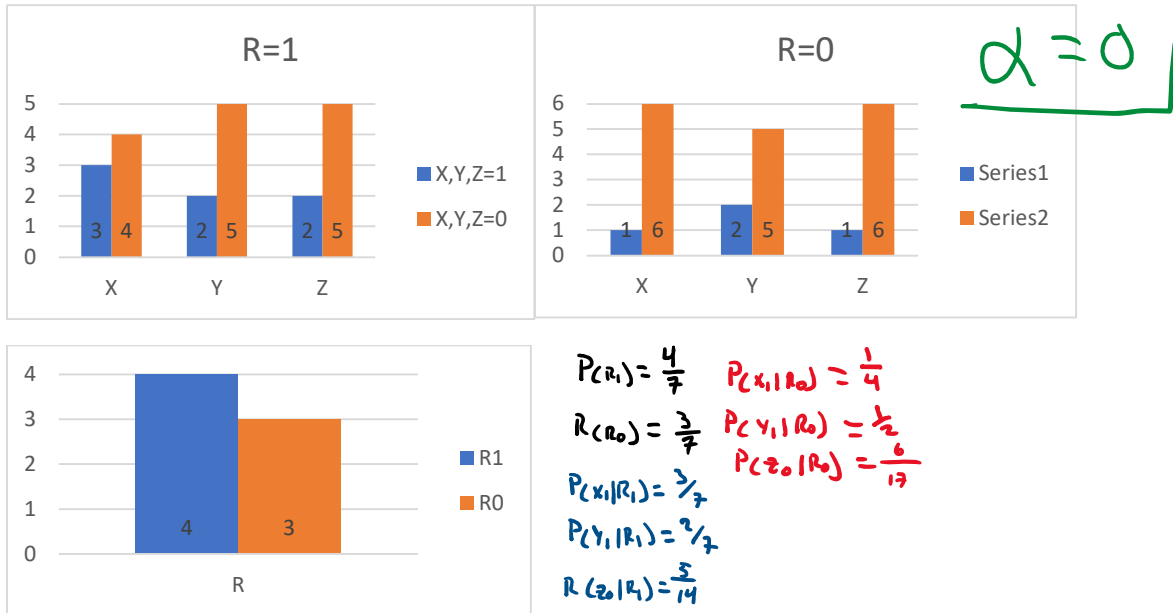 R=1
5
4
3
2
1
0
3 4 2 5 2 5
X Y Z
X,Y,Z=1
X,Y,Z=0
R=0
6
5
4
3
2
1
0
1 6 2 5 1 6
X Y Z
Series1
Series2
α = 0
4
3
2
1
0
4 3
R
R1
R0
P(R₁) = 4/7
R(R₀) = 3/7
P(X₁|R₁) = 3/7
P(Y₁|R₁) = 2/7
R(Z₀|R₁) = 5/14
P(X₁|R₀) = 1/4
P(Y₁|R₀) = 1/2
P(Z₀|R₀) = 6/17